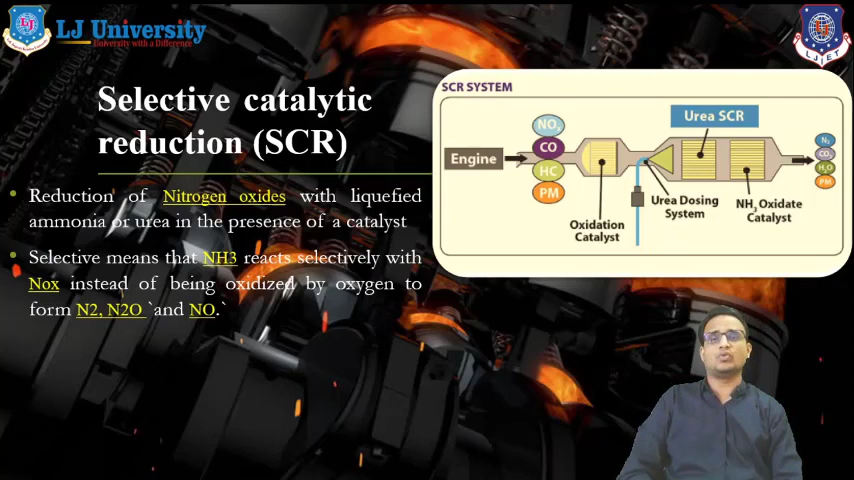 LJ University
University with a Difference
LJIET
Selective catalytic
reduction (SCR)
• Reduction of Nitrogen oxides with liquefied
ammonia or urea in the presence of a catalyst
• Selective means that NH3 reacts selectively with
Nox instead of being oxidized by oxygen to
form N2, N2O `and NO.`
SCR SYSTEM
Engine
NOx
CO
HC
PM
Oxidation
Catalyst
Urea SCR
Urea Dosing
System
NH3 Oxidate
Catalyst
N2
CO2
H2O
PM